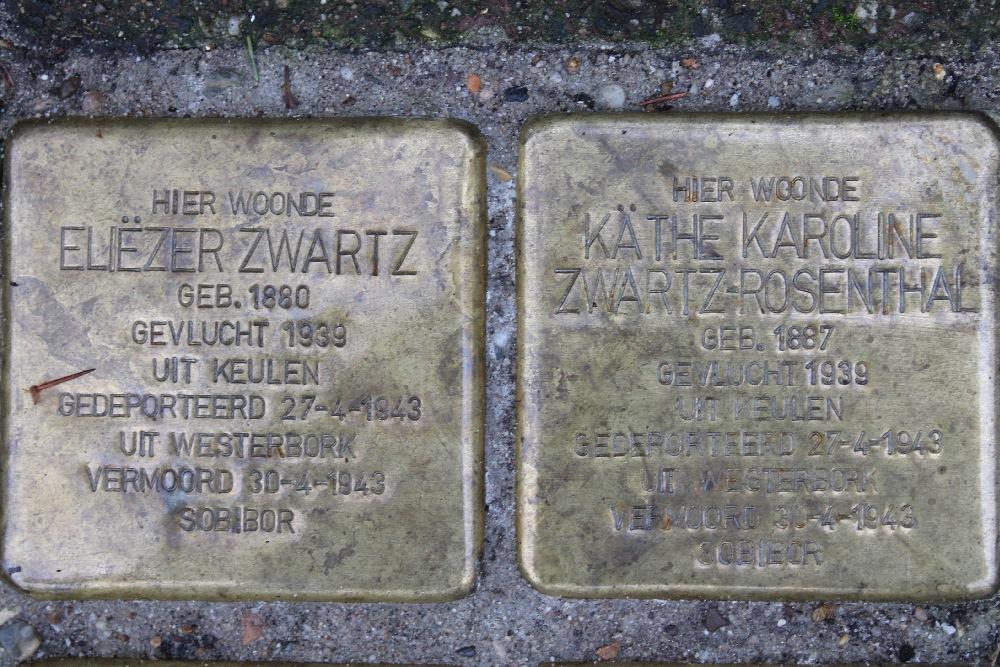 HIER WOONDE
ELIËZER ZWARTZ
GEB. 1880
GEVLUCHT 1939
UIT KEULEN
GEDEPORTEERD 27-4-1943
UIT WESTERBORK
VERMOORD 30-4-1943
SOBIBOR
HIER WOONDE
KÄTHE KAROLINE
ZWARTZ-ROSENTHAL
GEB. 1887
GEVLUCHT 1939
UIT KEULEN
GEDEPORTEERD 27-4-1943
UIT WESTERBORK
VERMOORD 30-4-1943
SOBIBOR